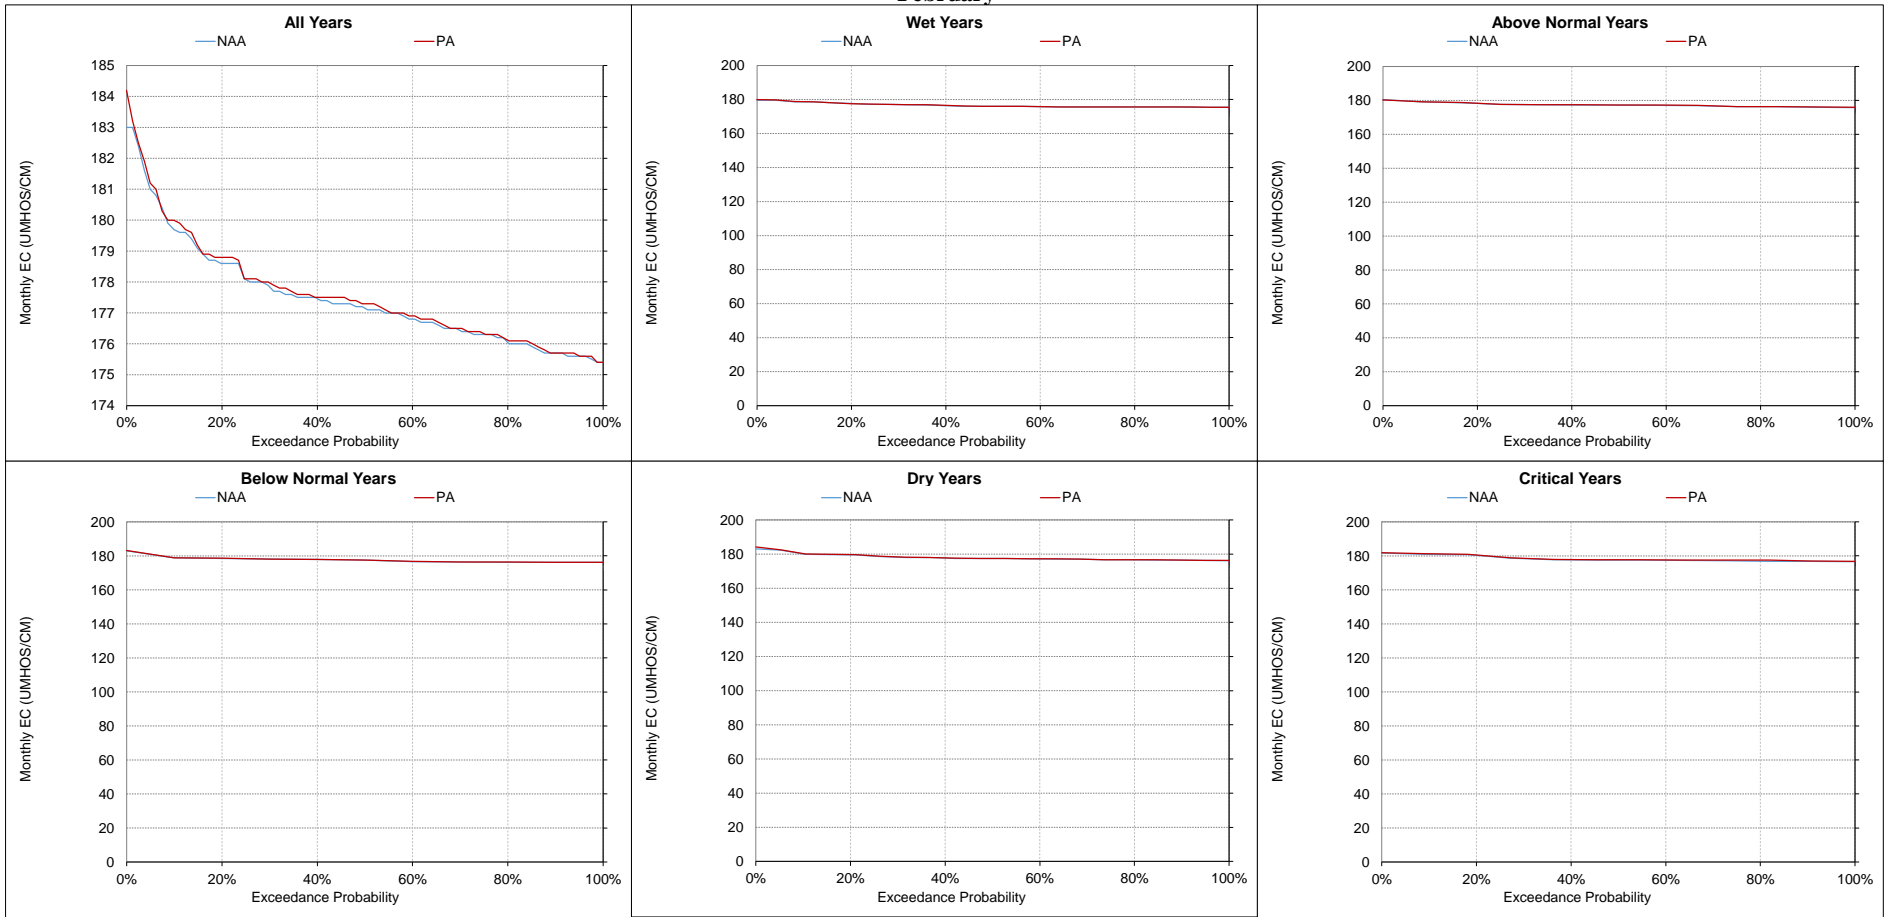 February
All Years
NAA PA
185
184
183
182
181
180
179
178
177
176
175
174
Monthly EC (UMHOS/CM)
0% 20% 40% 60% 80% 100%
Exceedance Probability
Wet Years
NAA PA
200
180
160
140
120
100
80
60
40
20
0
Monthly EC (UMHOS/CM)
0% 20% 40% 60% 80% 100%
Exceedance Probability
Above Normal Years
NAA PA
200
180
160
140
120
100
80
60
40
20
0
Monthly EC (UMHOS/CM)
0% 20% 40% 60% 80% 100%
Exceedance Probability
Below Normal Years
NAA PA
200
180
160
140
120
100
80
60
40
20
0
Monthly EC (UMHOS/CM)
0% 20% 40% 60% 80% 100%
Exceedance Probability
Dry Years
NAA PA
200
180
160
140
120
100
80
60
40
20
0
Monthly EC (UMHOS/CM)
0% 20% 40% 60% 80% 100%
Exceedance Probability
Critical Years
NAA PA
200
180
160
140
120
100
80
60
40
20
0
Monthly EC (UMHOS/CM)
0% 20% 40% 60% 80% 100%
Exceedance Probability